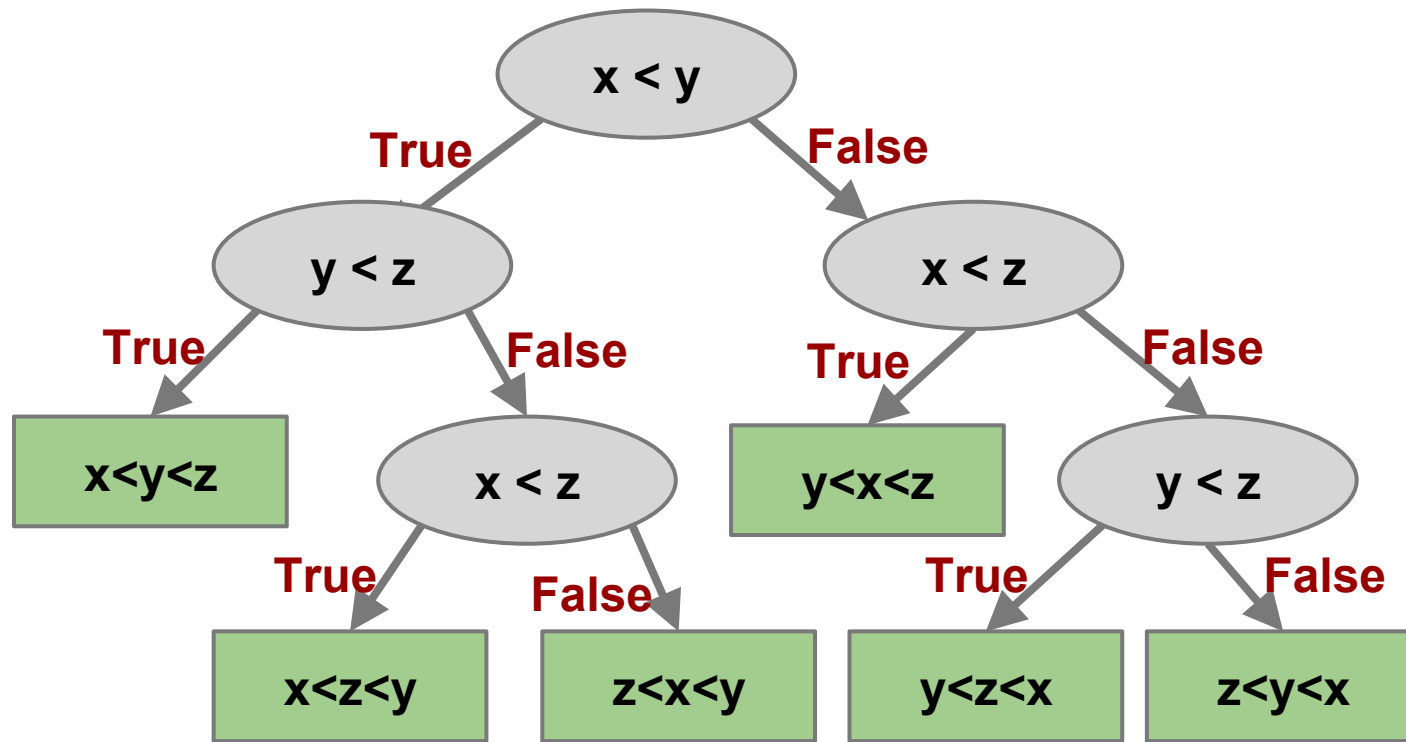 x < y
True
False
y < z
x < z
True
False
True
False
x<y<z
x < z
y<x<z
y < z
True
False
True
False
x<z<y
z<x<y
y<z<x
z<y<x